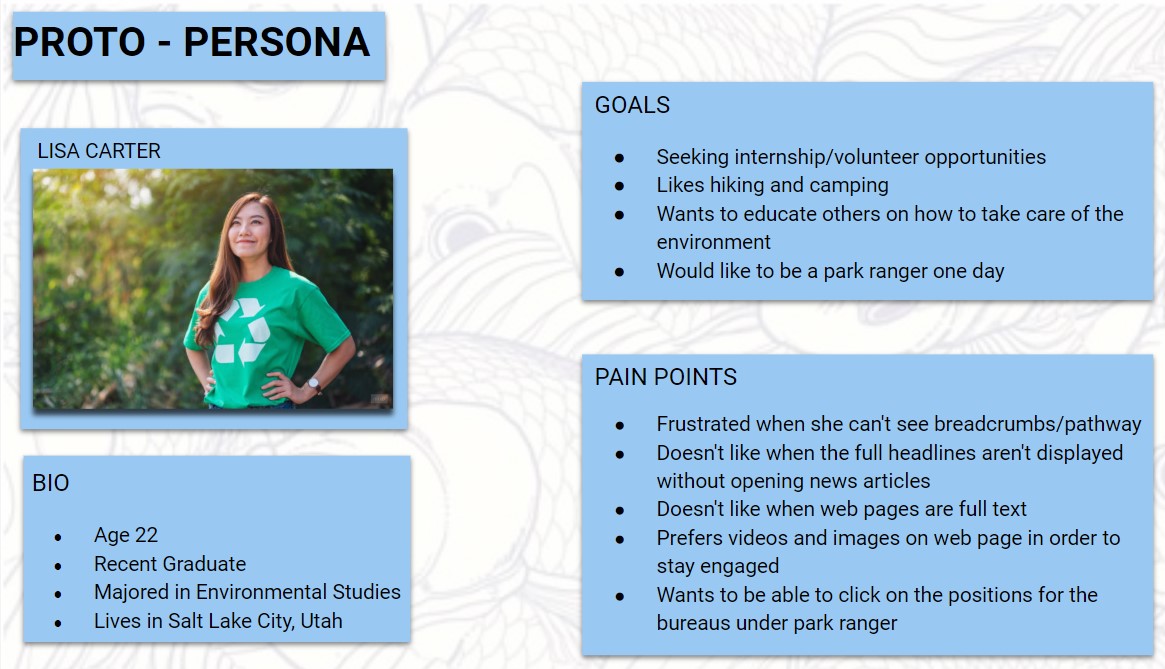 PROTO - PERSONA
LISA CARTER
BIO
● Age 22
● Recent Graduate
● Majored in Environmental Studies
● Lives in Salt Lake City, Utah
GOALS
● Seeking internship/volunteer opportunities
● Likes hiking and camping
● Wants to educate others on how to take care of the
environment
● Would like to be a park ranger one day
PAIN POINTS
● Frustrated when she can't see breadcrumbs/pathway
● Doesn't like when the full headlines aren't displayed
without opening news articles
● Doesn't like when web pages are full text
● Prefers videos and images on web page in order to
stay engaged
● Wants to be able to click on the positions for the
bureaus under park ranger